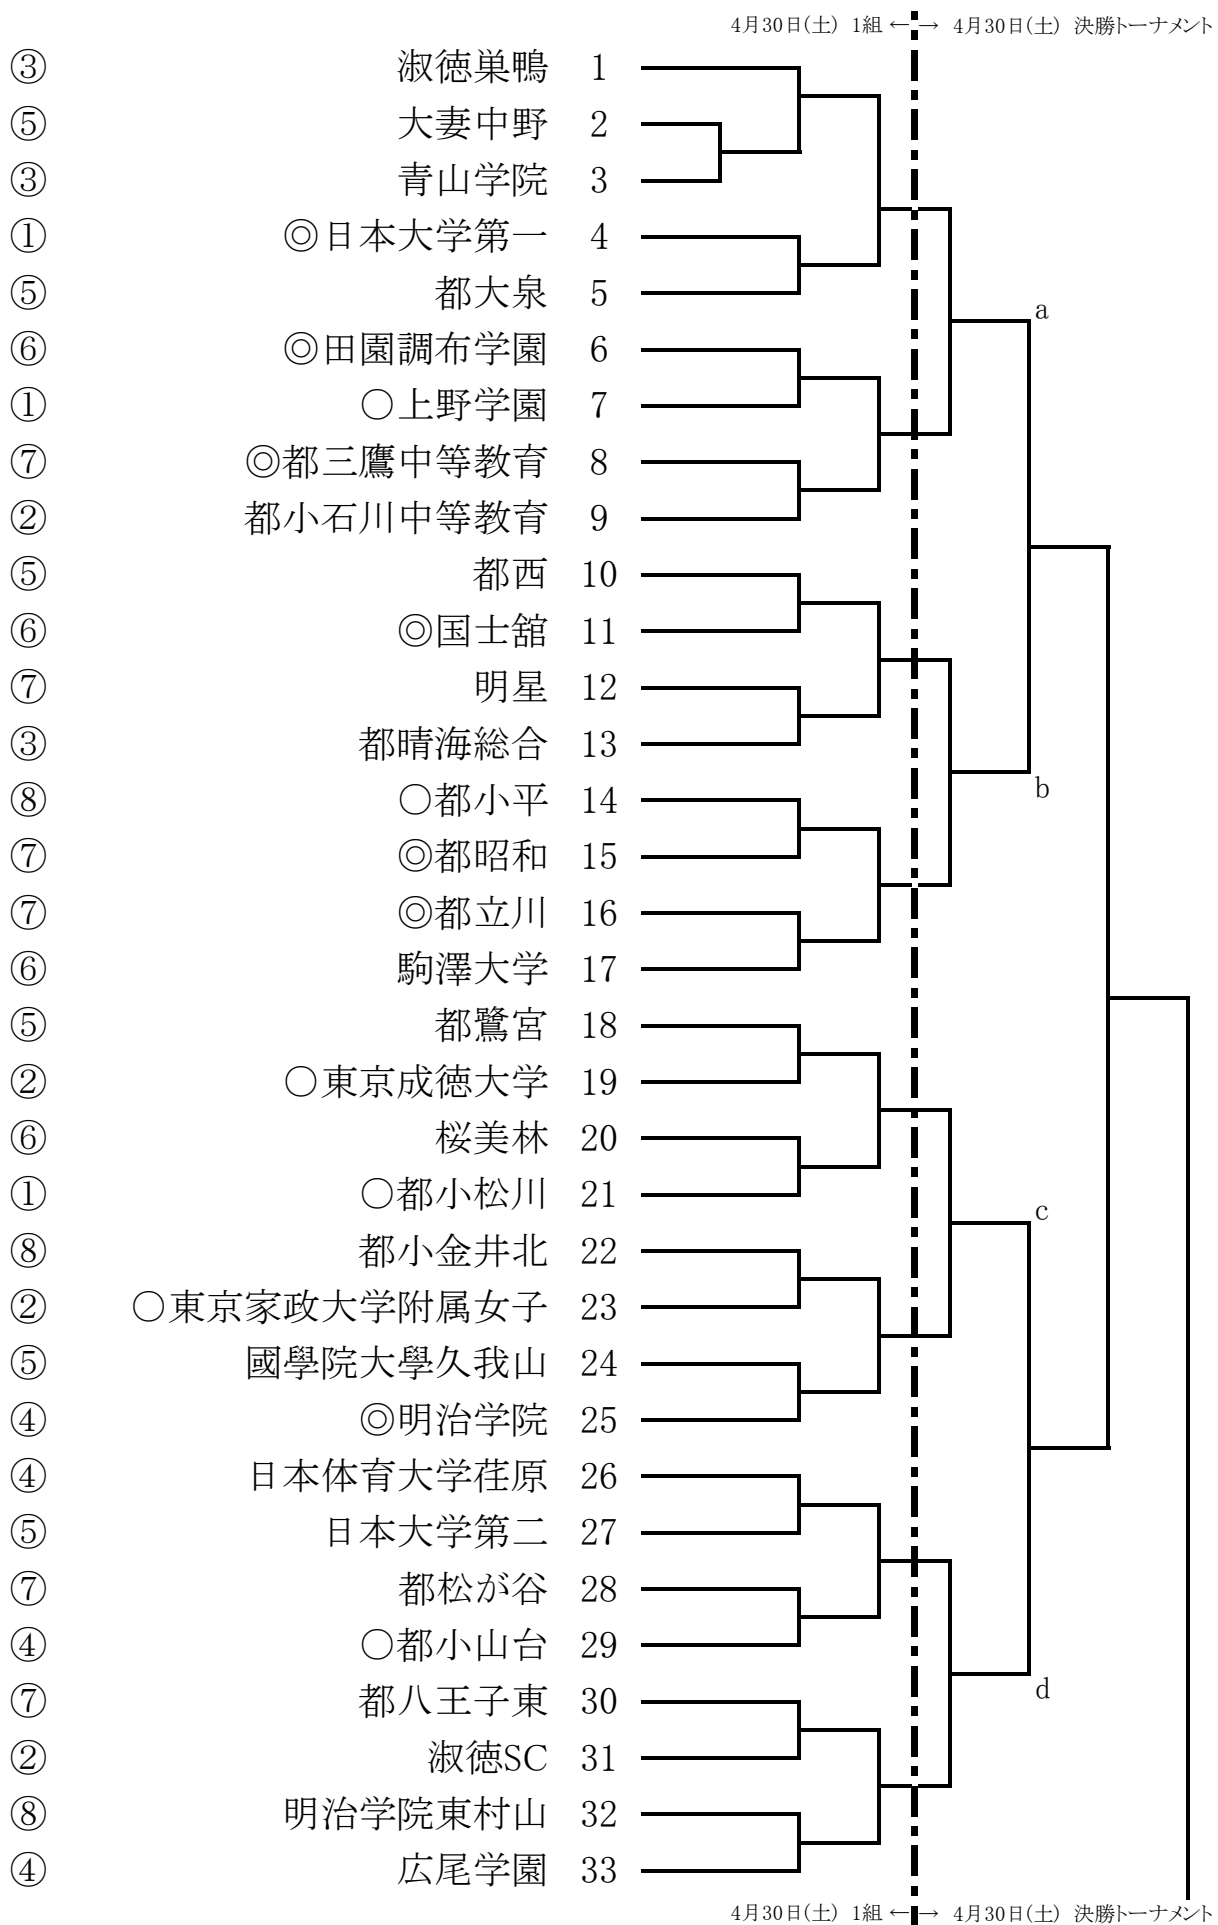 4月30日(土) 1組 ← → 4月30日(土) 決勝トーナメント
③ 淑徳巣鴨 1
⑤ 大妻中野 2
③ 青山学院 3
① ◎日本大学第一 4
⑤ 都大泉 5
a
⑥ ◎田園調布学園 6
① ○上野学園 7
⑦ ◎都三鷹中等教育 8
② 都小石川中等教育 9
⑤ 都西 10
⑥ ◎国士舘 11
⑦ 明星 12
③ 都晴海総合 13
b
⑧ ○都小平 14
⑦ ◎都昭和 15
⑦ ◎都立川 16
⑥ 駒澤大学 17
⑤ 都鷺宮 18
② ○東京成徳大学 19
⑥ 桜美林 20
① ○都小松川 21
c
⑧ 都小金井北 22
② ○東京家政大学附属女子 23
⑤ 國學院大學久我山 24
④ ◎明治学院 25
④ 日本体育大学荏原 26
⑤ 日本大学第二 27
⑦ 都松が谷 28
④ ○都小山台 29
d
⑦ 都八王子東 30
② 淑徳SC 31
⑧ 明治学院東村山 32
④ 広尾学園 33
4月30日(土) 1組 ← → 4月30日(土) 決勝トーナメント